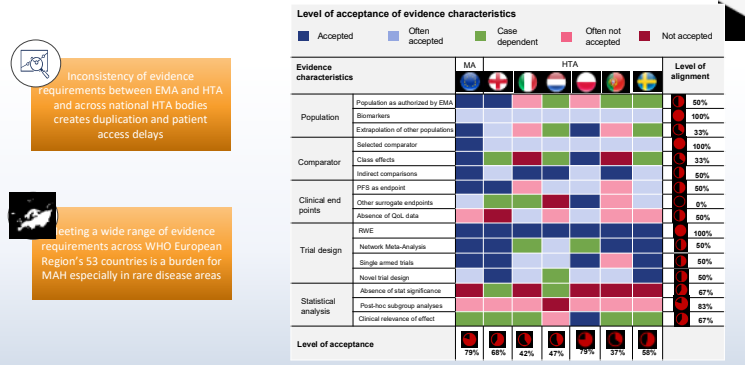 Inconsistency of evidence
requirements between EMA and HTA
and across national HTA bodies
creates duplication and patient
access delays
Meeting a wide range of evidence
requirements across WHO European
Region's 53 countries is a burden for
MAH especially in rare disease areas
Level of acceptance of evidence characteristics
Accepted
Often
accepted
Case
dependent
Often not
accepted
Not accepted
Evidence
characteristics
MA
HTA
Level of
alignment
Population
Population as authorized by EMA
50%
Biomarkers
100%
Extrapolation of other populations
33%
Comparator
Selected comparator
100%
Class effects
33%
Indirect comparisons
50%
Clinical end
points
PFS as endpoint
50%
Other surrogate endpoints
0%
Absence of QoL data
50%
Trial design
RWE
100%
Network Meta-Analysis
50%
Single armed trials
50%
Novel trial design
50%
Statistical
analysis
Absence of stat significance
67%
Post-hoc subgroup analyses
83%
Clinical relevance of effect
67%
Level of acceptance
79% 68% 42% 47% 79% 37% 58%